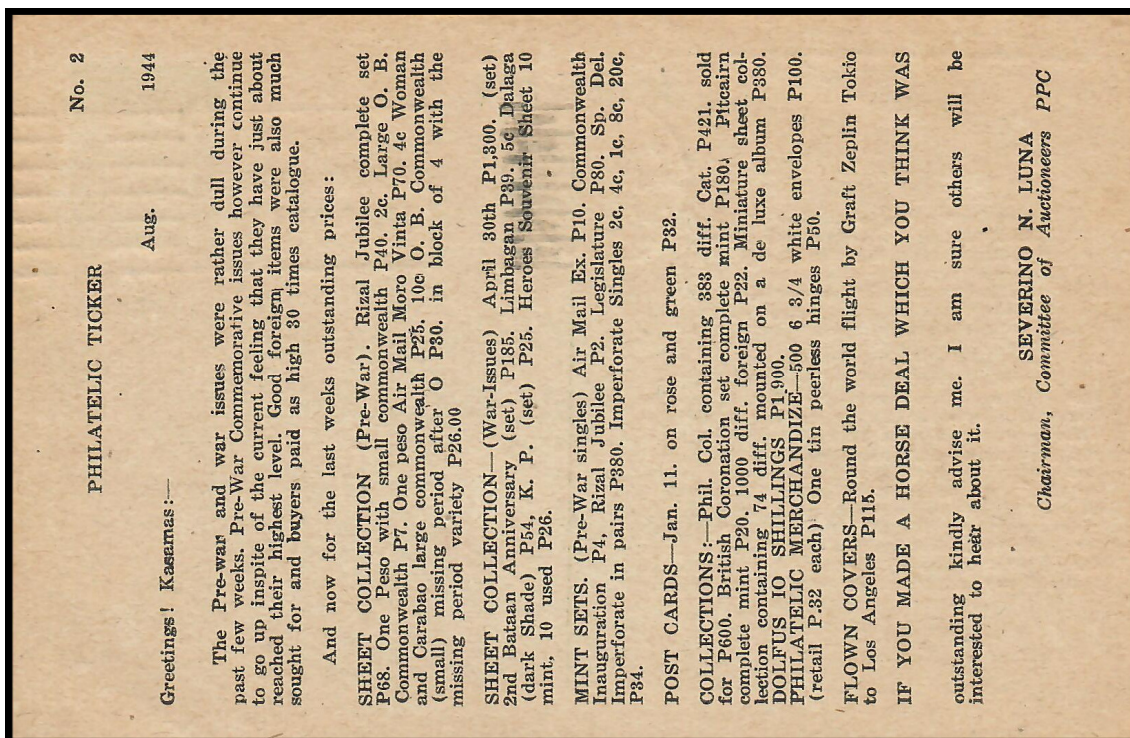 PHILATELIC TICKER
No. 2
Aug. 1944
Greetings! Kasamas:—
The Pre-war and war issues were rather dull during the
past few weeks. Pre-War Commemorative issues however continue
to go up inspite of the current feeling that they have just about
reached their highest level. Good foreign items were also much
sought for and buyers paid as high 30 times catalogue.
And now for the last weeks outstanding prices:
SHEET COLLECTION (Pre-War). Rizal Jubilee complete set
P68. One Peso with small commonwealth P40. 2c. Large O. B.
Commonwealth P7. One peso Air Mail Moro Vinta P70. 4c Woman
and Carabao large commonwealth P25. 10c O. B. Commonwealth
(small) missing period after O P30. in block of 4 with the
missing period variety P26.00
SHEET COLLECTION—(War-Issues) April 30th P1,300. (set)
2nd Bataan Anniversary (set) P185. Limbagan P39. 5c Dalaga
(dark Shade) P54, K. P. (set) P25. Heroes Souvenir Sheet 10
mint, 10 used P26.
MINT SETS. (Pre-War singles) Air Mail Ex. P10. Commonwealth
Inauguration P4, Rizal Jubilee P2. Legislature P80. Sp. Del.
Imperforate in pairs P380. Imperforate Singles 2c, 4c, 1c, 8c, 20c,
P34.
POST CARDS—Jan. 11. on rose and green P32.
COLLECTIONS:—Phil. Col. containing 383 diff. Cat. P421. sold
for P600. British Coronation set complete mint P180. Pitcairn
complete mint P20. 1000 diff. foreign P22. Miniature sheet col-
lection containing 74 diff. mounted on a de luxe album P380.
DOLFUS IO SHILLINGS P1,900.
PHILATELIC MERCHANDIZE—500 6 3/4 white envelopes P100.
(retail P.32 each) One tin peerless hinges P50.
FLOWN COVERS—Round the world flight by Graft Zeplin Tokio
to Los Angeles P115.
IF YOU MADE A HORSE DEAL WHICH YOU THINK WAS
outstanding kindly advise me. I am sure others will be
interested to hear about it.
SEVERINO N. LUNA
Chairman, Committee of Auctioneers PPC